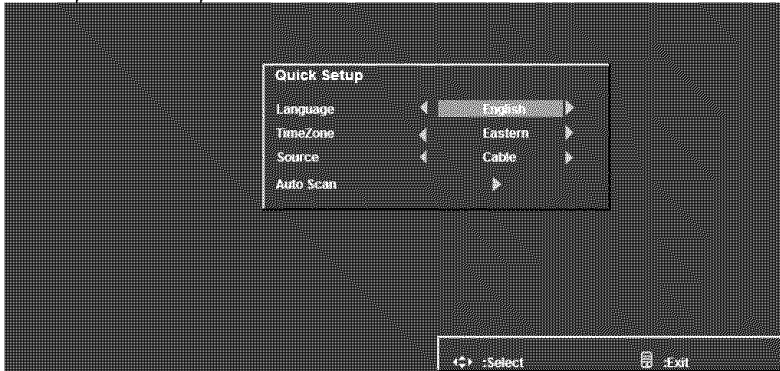 Quick Setup
Language English
TimeZone Eastern
Source Cable
Auto Scan
:Select :Exit